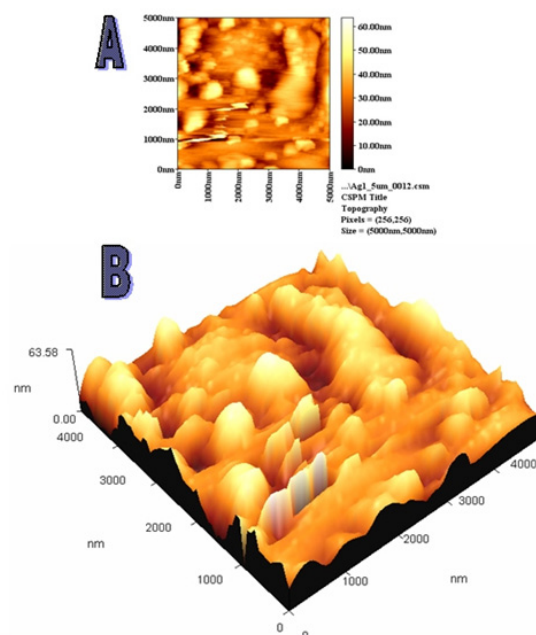 A
5000nm
4000nm
3000nm
2000nm
1000nm
0nm
0nm
1000nm
2000nm
3000nm
4000nm
5000nm
60.00nm
50.00nm
40.00nm
30.00nm
20.00nm
10.00nm
0nm
...\Ag1_5um_0012.csm
CSPM Title
Topography
Pixels = (256,256)
Size = (5000nm,5000nm)
B
63.58
nm
0.00
4000
3000
nm
2000
1000
0
4000
3000
2000
nm
1000
0